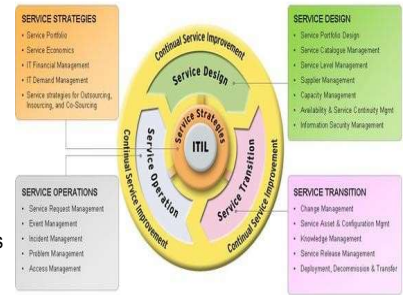 SERVICE STRATEGIES
• Service Portfolio
• Service Economics
• IT Financial Management
• IT Demand Management
• Service strategies for Outsourcing,
Insourcing, and Co-Sourcing
SERVICE DESIGN
• Service Portfolio Design
• Service Catalogue Management
• Service Level Management
• Supplier Management
• Capacity Management
• Availability & Service Continuity Mgmt
• Information Security Management
Continual Service Improvement
Service Design
Service Strategies
ITIL
Service Operation
Service Transition
Continual Service Improvement
Continual Service Improvement
SERVICE OPERATIONS
• Service Request Management
• Event Management
• Incident Management
• Problem Management
• Access Management
SERVICE TRANSITION
• Change Management
• Service Asset & Configuration Mgmt
• Knowledge Management
• Service Release Management
• Deployment, Decommission & Transfer
s